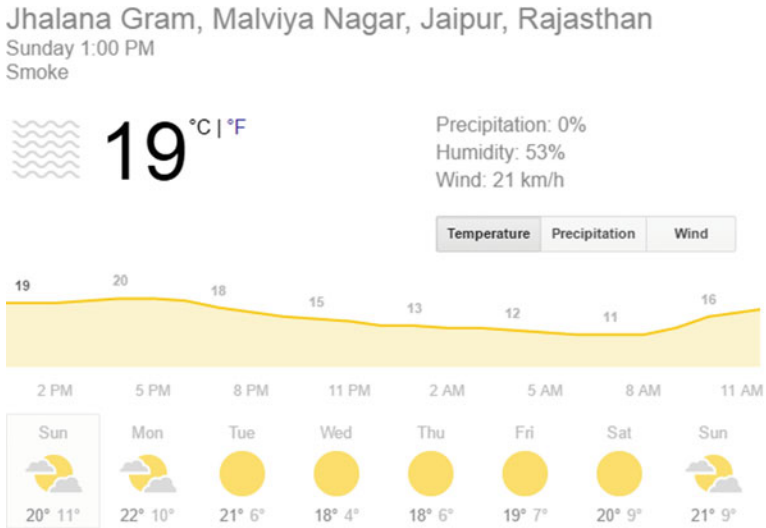 Jhalana Gram, Malviya Nagar, Jaipur, Rajasthan
Sunday 1:00 PM
Smoke
19 °C | °F
Precipitation: 0%
Humidity: 53%
Wind: 21 km/h
Temperature Precipitation Wind
19 20 18 15 13 12 11 16
2 PM 5 PM 8 PM 11 PM 2 AM 5 AM 8 AM 11 AM
Sun Mon Tue Wed Thu Fri Sat Sun
20° 11° 22° 10° 21° 6° 18° 4° 18° 6° 19° 7° 20° 9° 21° 9°